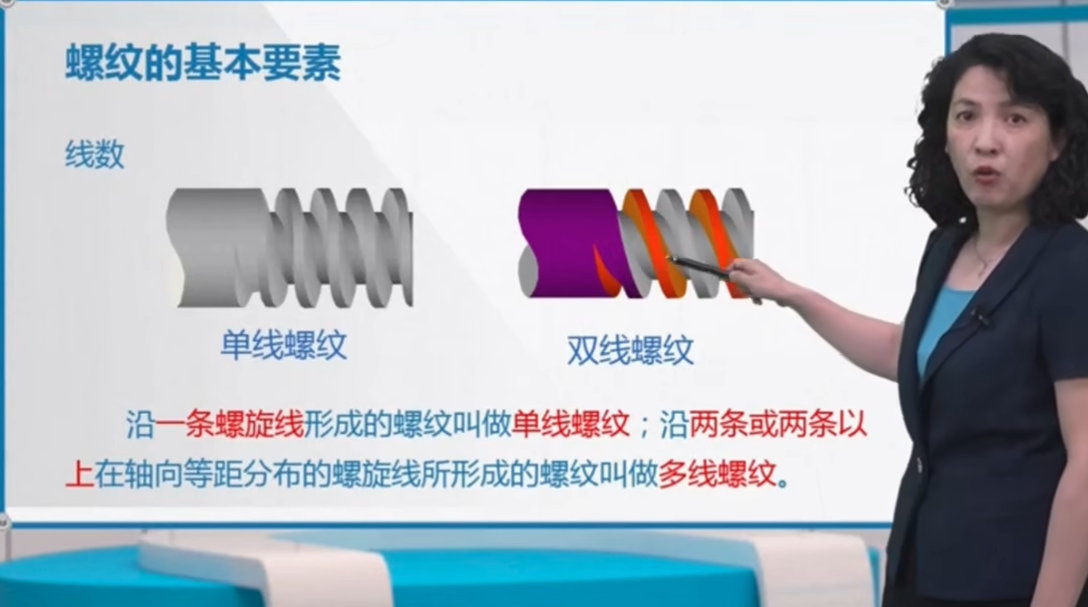 螺纹的基本要素
线数
单线螺纹
双线螺纹
沿一条螺旋线形成的螺纹叫做单线螺纹；沿两条或两条以
上在轴向等距分布的螺旋线所形成的螺纹叫做多线螺纹。